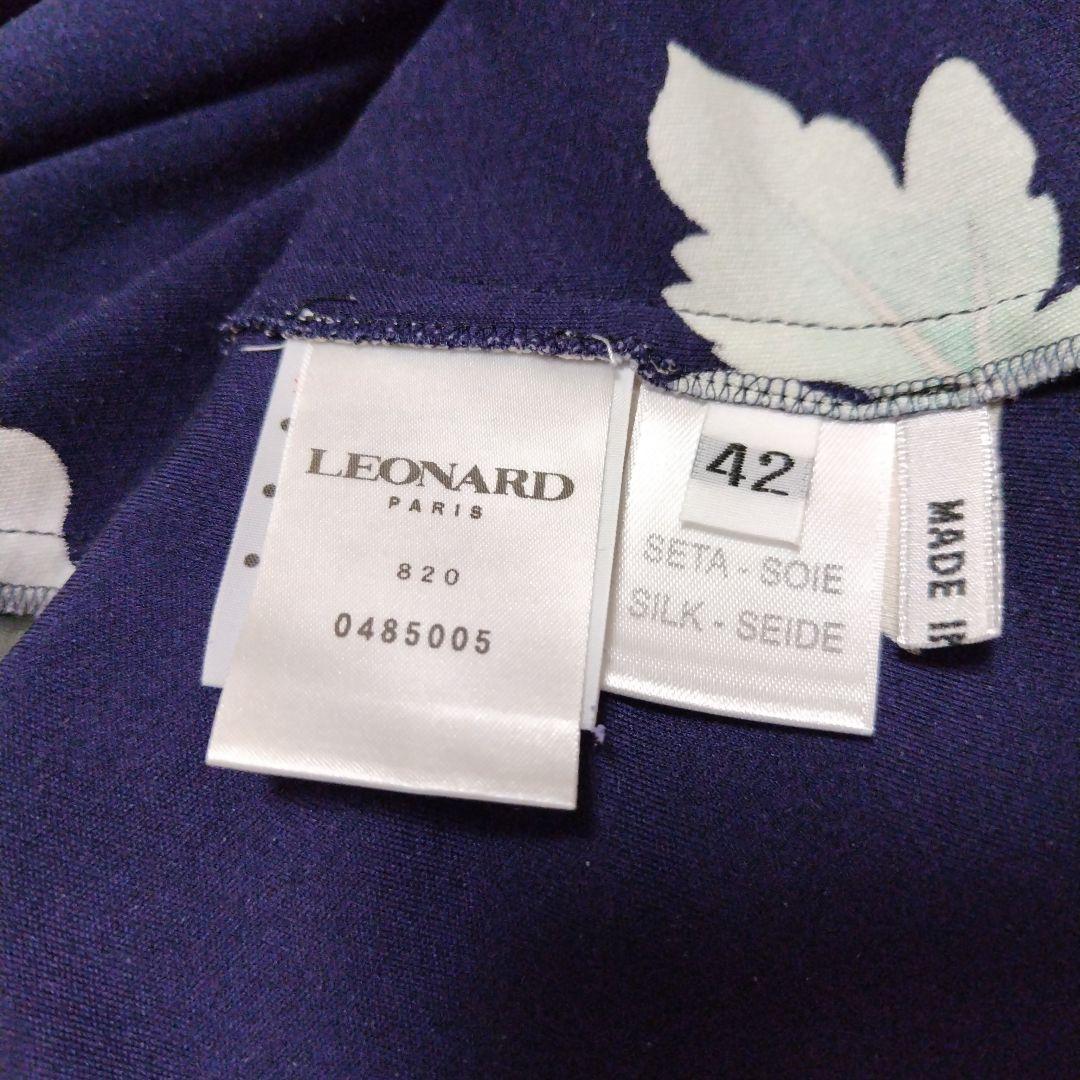 LEONARD
PARIS
820
0485005
42
SETA - SOIE
SILK - SEIDE
MADE